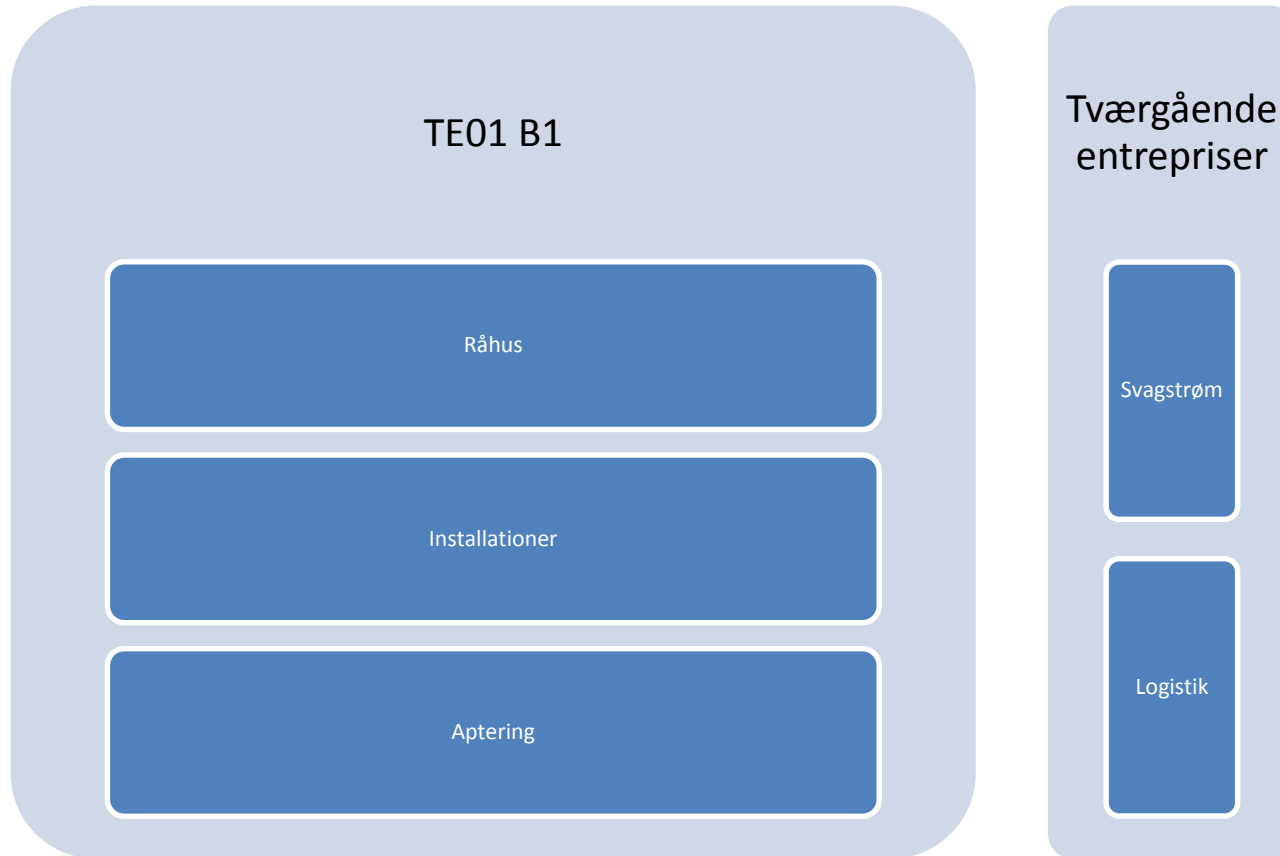 TE01 B1
Råhus
Installationer
Aptering
Tværgående
entrepriser
Svagstrøm
Logistik